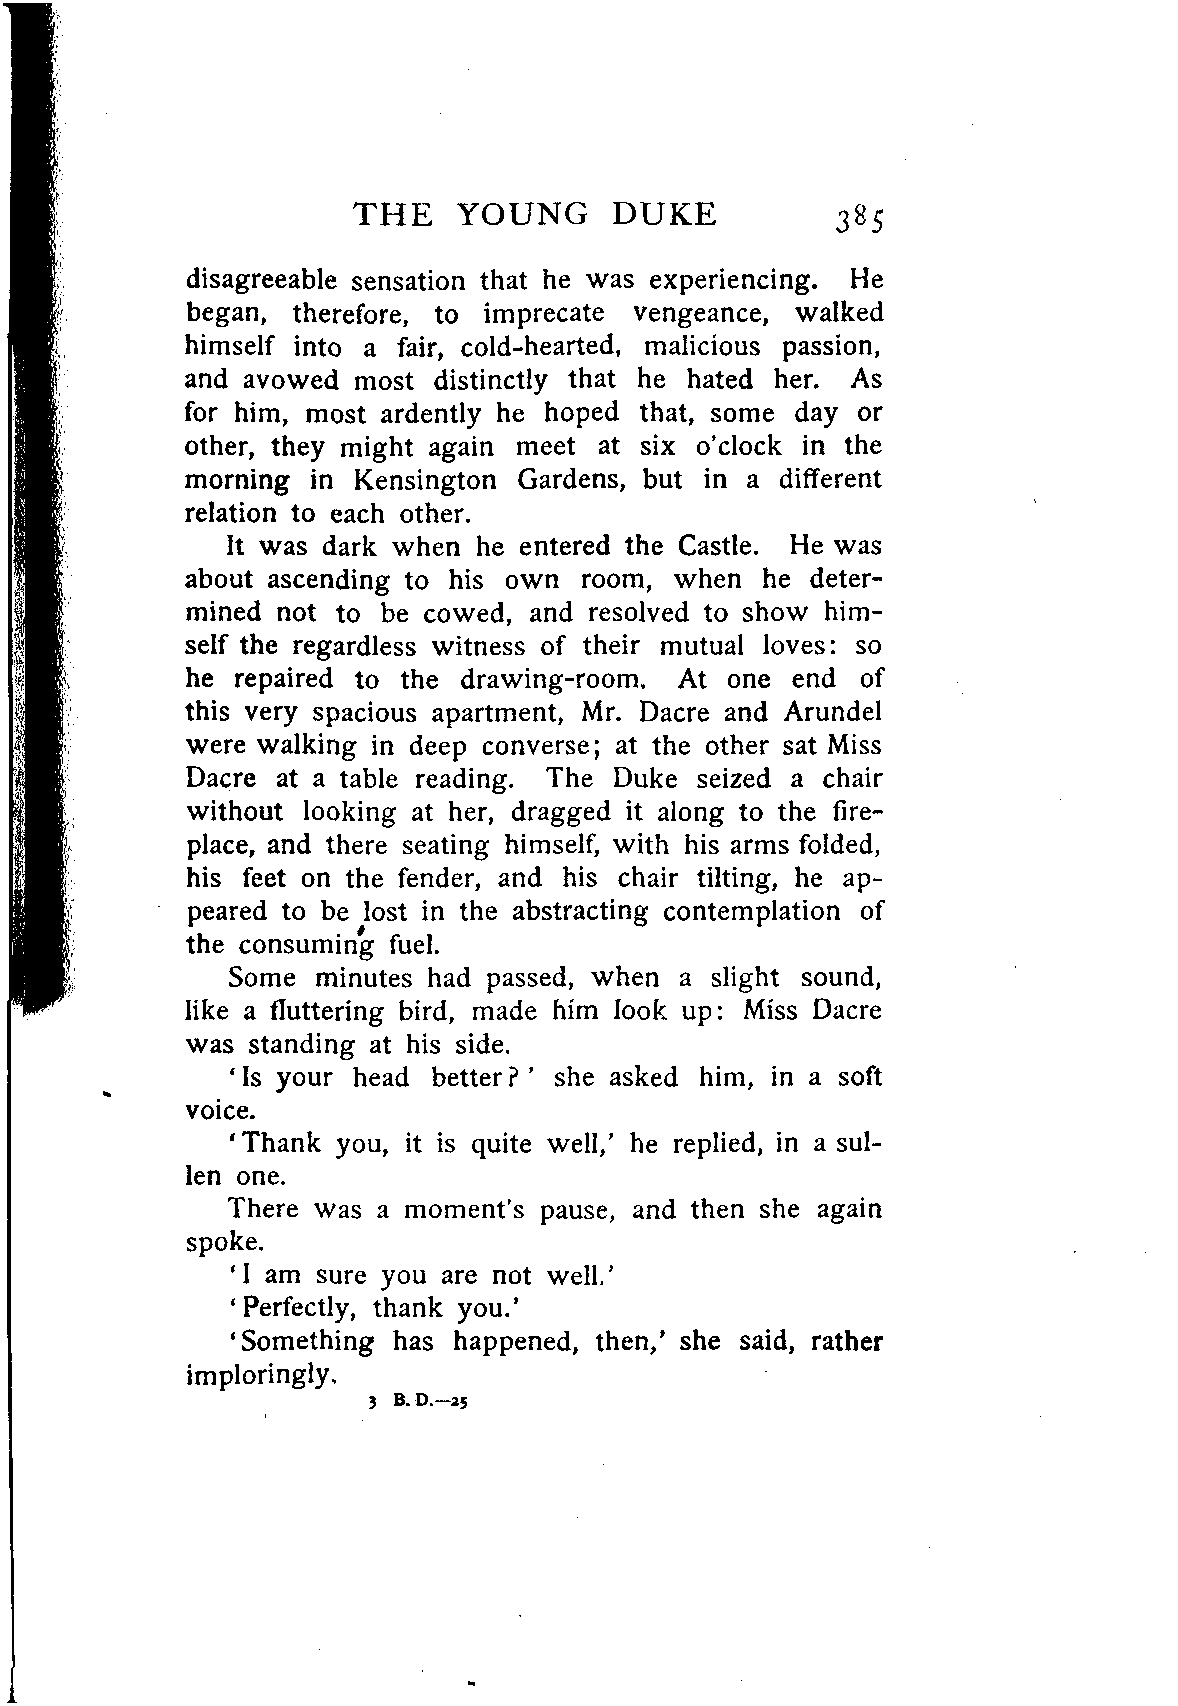 THE YOUNG DUKE 385
disagreeable sensation that he was experiencing. He
began, therefore, to imprecate vengeance, walked
himself into a fair, cold-hearted, malicious passion,
and avowed most distinctly that he hated her. As
for him, most ardently he hoped that, some day or
other, they might again meet at six o'clock in the
morning in Kensington Gardens, but in a different
relation to each other.
It was dark when he entered the Castle. He was
about ascending to his own room, when he deter-
mined not to be cowed, and resolved to show him-
self the regardless witness of their mutual loves: so
he repaired to the drawing-room. At one end of
this very spacious apartment, Mr. Dacre and Arundel
were walking in deep converse; at the other sat Miss
Dacre at a table reading. The Duke seized a chair
without looking at her, dragged it along to the fire-
place, and there seating himself, with his arms folded,
his feet on the fender, and his chair tilting, he ap-
peared to be lost in the abstracting contemplation of
the consuming fuel.
Some minutes had passed, when a slight sound,
like a fluttering bird, made him look up: Miss Dacre
was standing at his side.
'Is your head better?' she asked him, in a soft
voice.
'Thank you, it is quite well,' he replied, in a sul-
len one.
There was a moment's pause, and then she again
spoke.
'I am sure you are not well.'
'Perfectly, thank you.'
'Something has happened, then,' she said, rather
imploringly.
3 B. D.—25